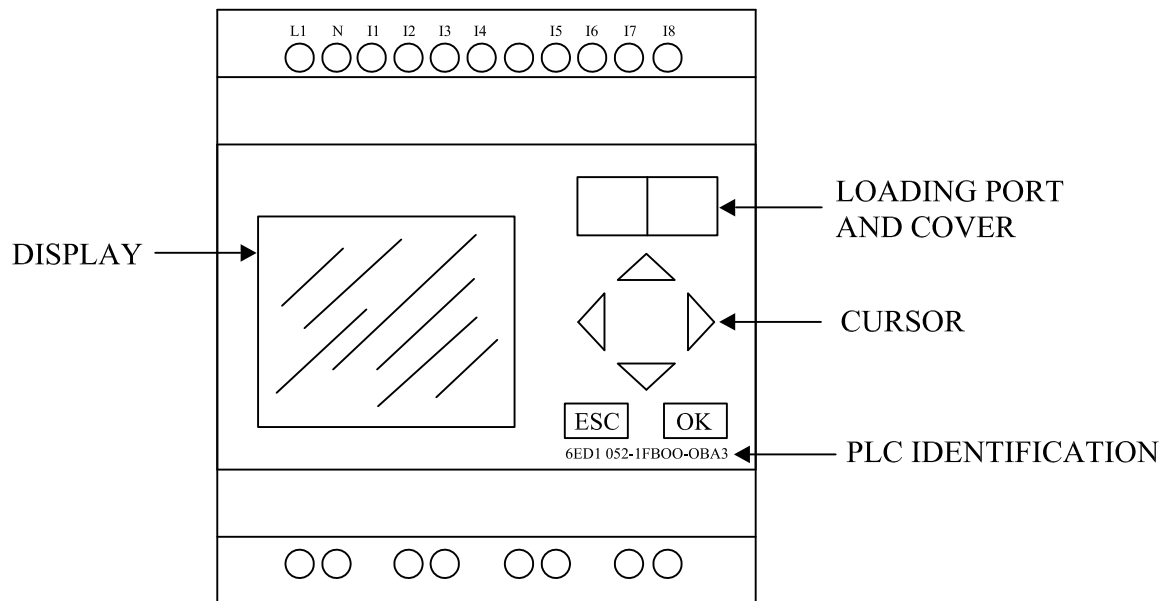 L1 N I1 I2 I3 I4 I5 I6 I7 I8
LOADING PORT
AND COVER
DISPLAY
CURSOR
ESC OK
6ED1 052-1FBOO-OBA3
PLC IDENTIFICATION